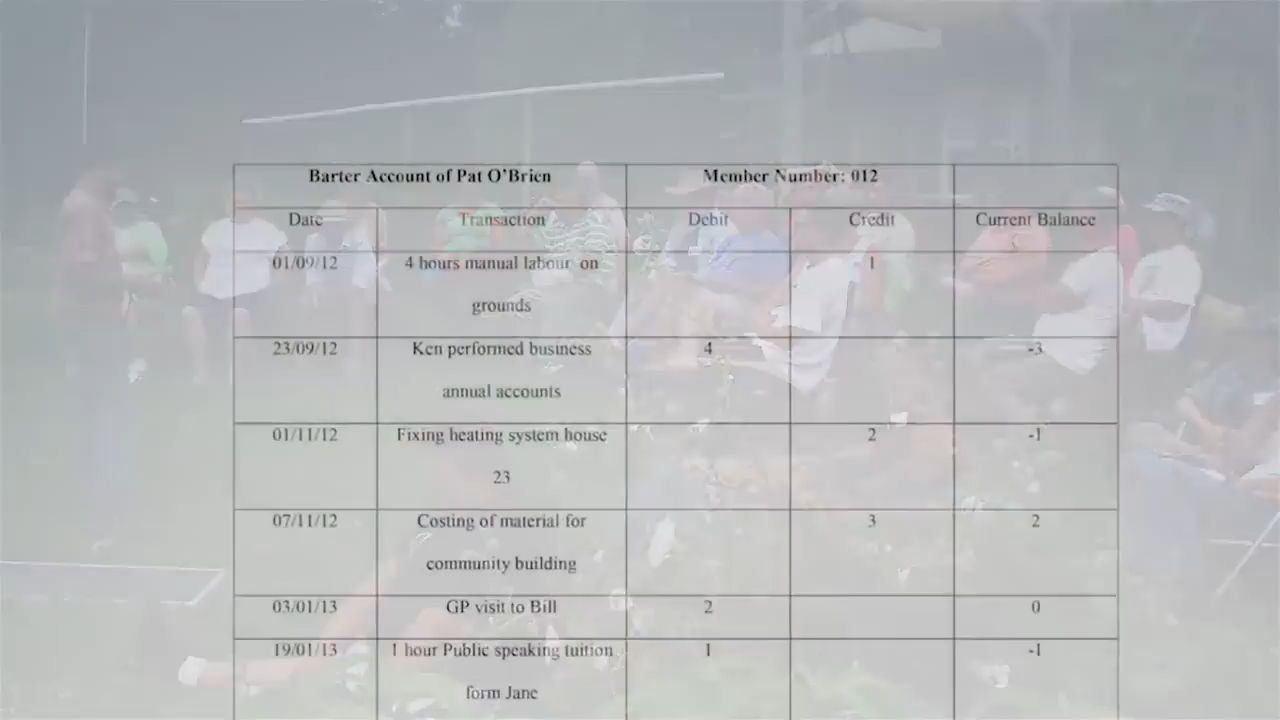 Barter Account of Pat O'Brien Member Number: 012
Date Transaction Debit Credit Current Balance
01/09/12 4 hours manual labour on 1
grounds
23/09/12 Ken performed business 4 -3
annual accounts
01/11/12 Fixing heating system house 2 -1
23
07/11/12 Costing of material for 3 2
community building
03/01/13 GP visit to Bill 2 0
19/01/13 1 hour Public speaking tuition 1 -1
form Jane